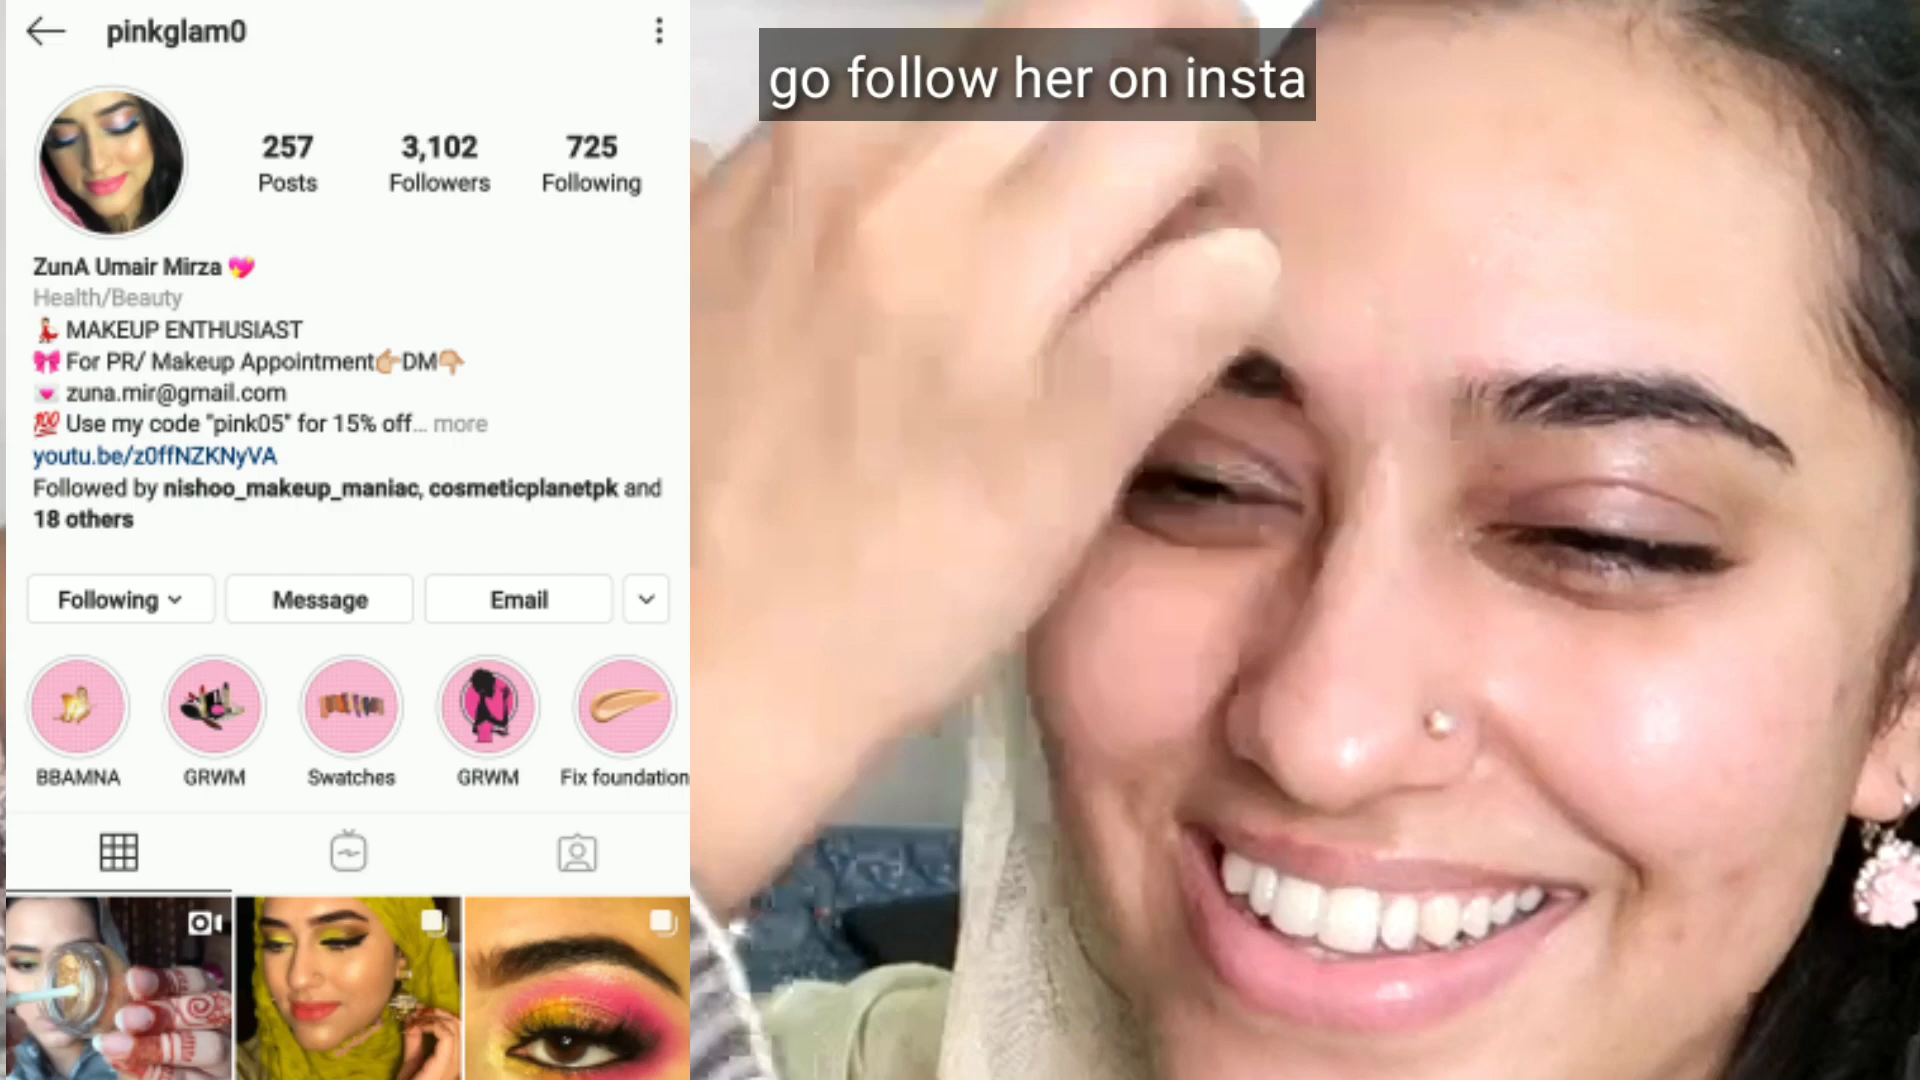 pinkglam0
go follow her on insta
257
Posts
3,102
Followers
725
Following
ZunA Umair Mirza 💖
Health/Beauty
💃 MAKEUP ENTHUSIAST
🎀 For PR/ Makeup Appointment👉🏼DM👇🏼
💌 zuna.mir@gmail.com
💯 Use my code "pink05" for 15% off... more
youtu.be/z0ffNZKNyVA
Followed by nishoo_makeup_maniac, cosmeticplanetpk and
18 others
Following
Message
Email
BBAMNA
GRWM
Swatches
GRWM
Fix foundation